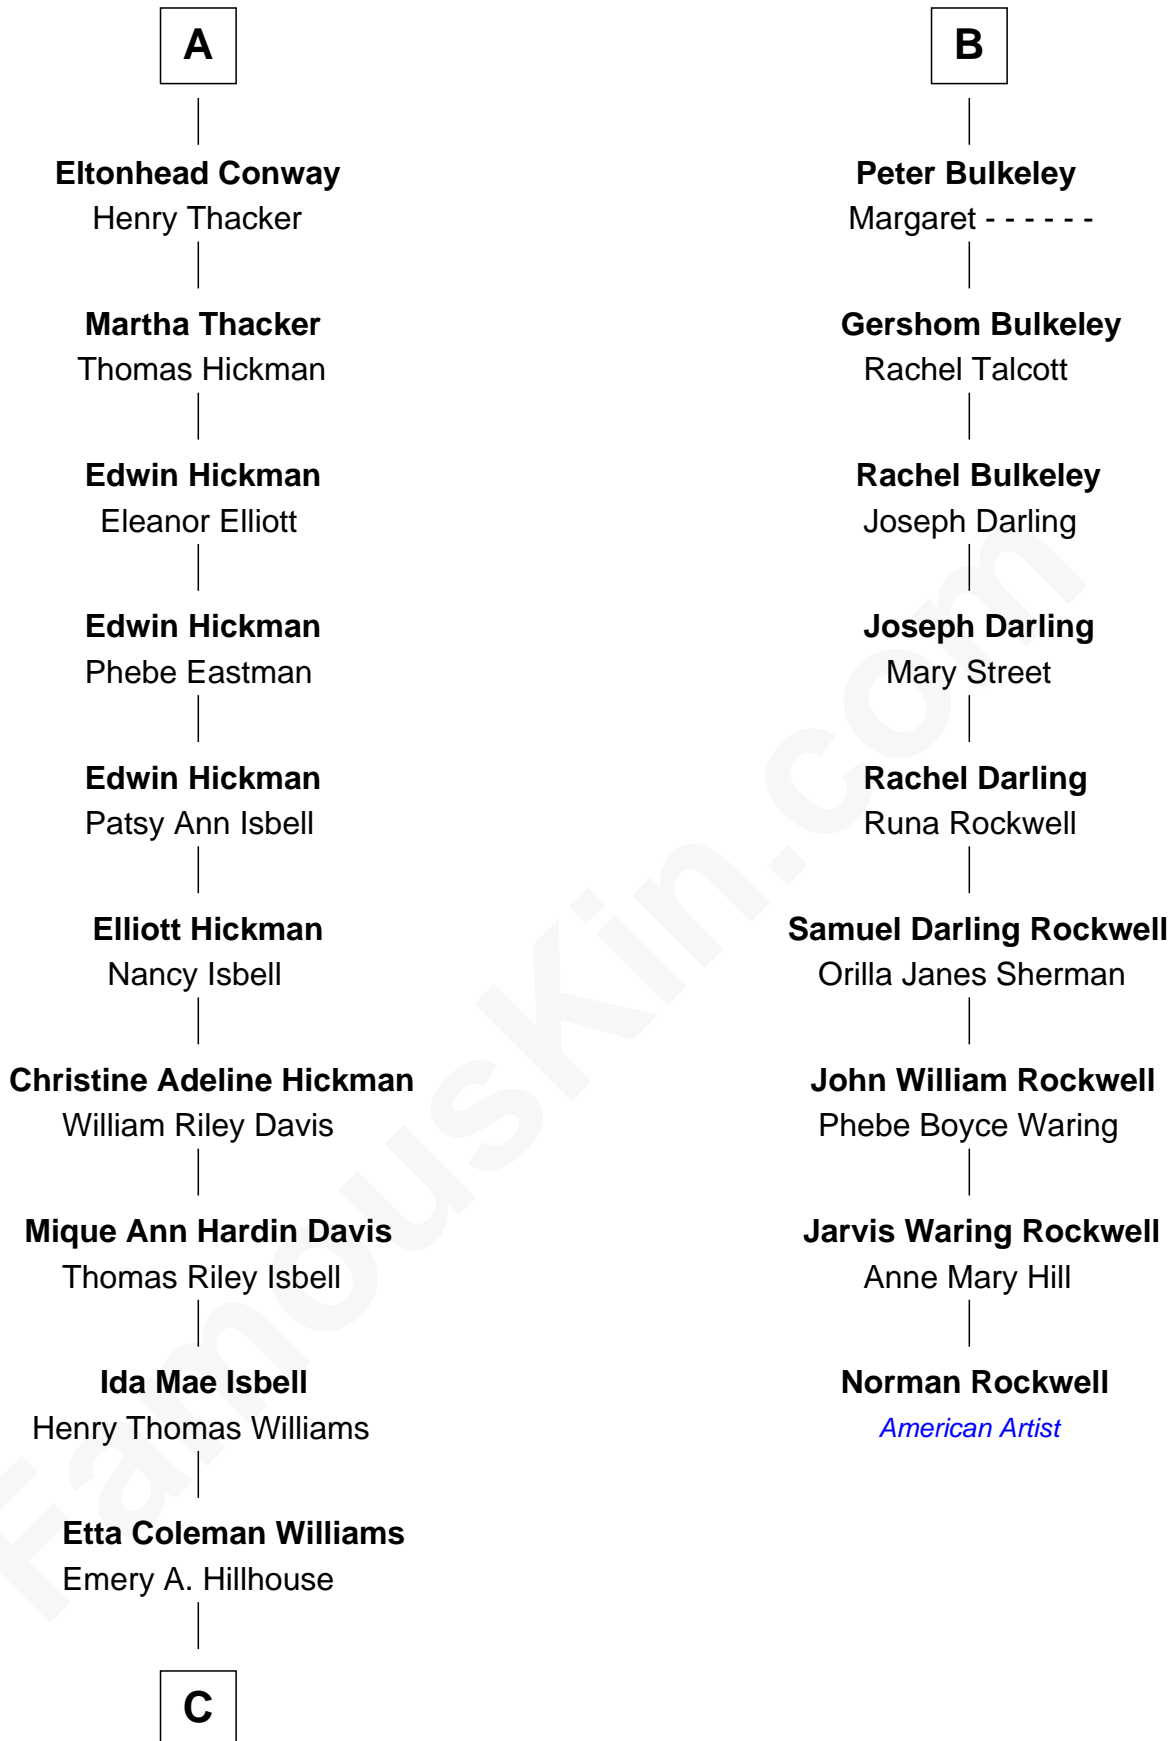 A
Eltonhead Conway
Henry Thacker
Martha Thacker
Thomas Hickman
Edwin Hickman
Eleanor Elliott
Edwin Hickman
Phebe Eastman
Edwin Hickman
Patsy Ann Isbell
Elliott Hickman
Nancy Isbell
Christine Adeline Hickman
William Riley Davis
Mique Ann Hardin Davis
Thomas Riley Isbell
Ida Mae Isbell
Henry Thomas Williams
Etta Coleman Williams
Emery A. Hillhouse
C
B
Peter Bulkeley
Margaret - - - - - -
Gershom Bulkeley
Rachel Talcott
Rachel Bulkeley
Joseph Darling
Joseph Darling
Mary Street
Rachel Darling
Runa Rockwell
Samuel Darling Rockwell
Orilla Janes Sherman
John William Rockwell
Phebe Boyce Waring
Jarvis Waring Rockwell
Anne Mary Hill
Norman Rockwell
American Artist
FamousKin.com